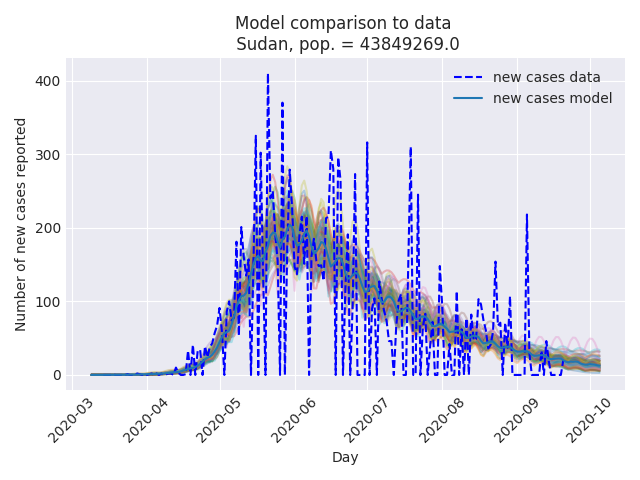 Model comparison to data
Sudan, pop. = 43849269.0
new cases data
new cases model
Number of new cases reported
400
300
200
100
0
2020-03
2020-04
2020-05
2020-06
2020-07
2020-08
2020-09
2020-10
Day